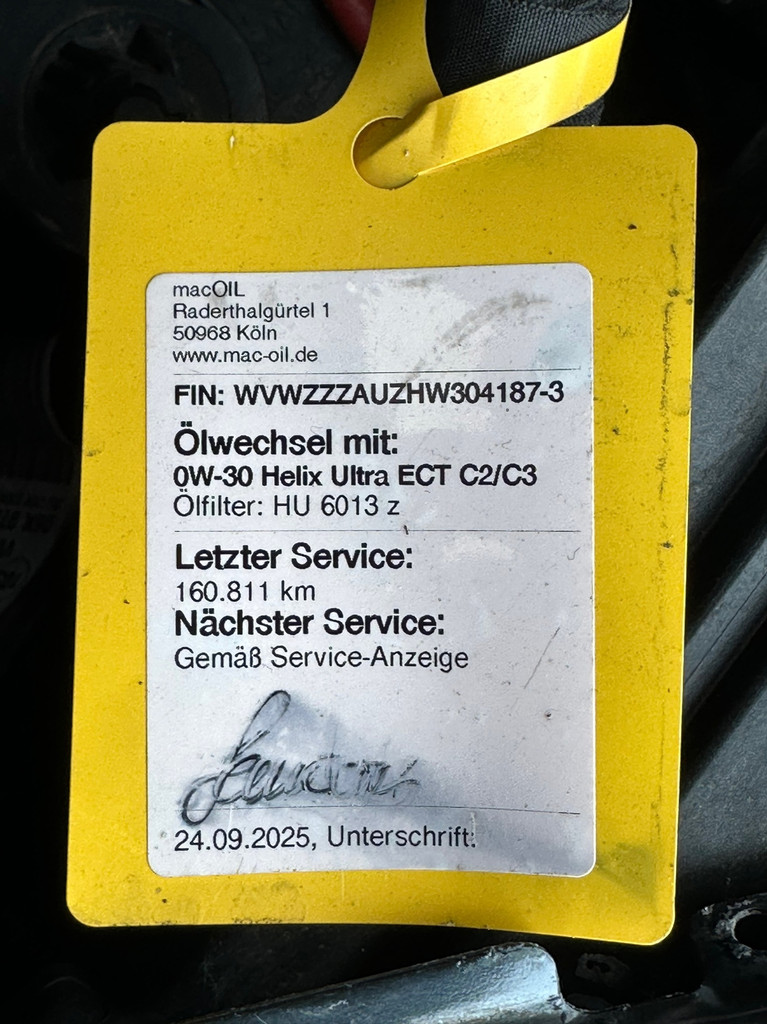 macOIL
Raderthalgürtel 1
50968 Köln
www.mac-oil.de
FIN: WVWZZZAUZHW304187-3
Ölwechsel mit:
0W-30 Helix Ultra ECT C2/C3
Ölfilter: HU 6013 z
Letzter Service:
160.811 km
Nächster Service:
Gemäß Service-Anzeige
24.09.2025, Unterschrift: